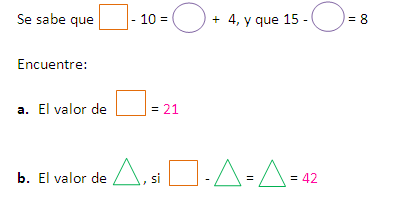 Se sabe que □ - 10 = ○ + 4, y que 15 - ○ = 8
Encuentre:
a. El valor de □ = 21
b. El valor de △, si □ - △ = △ = 42